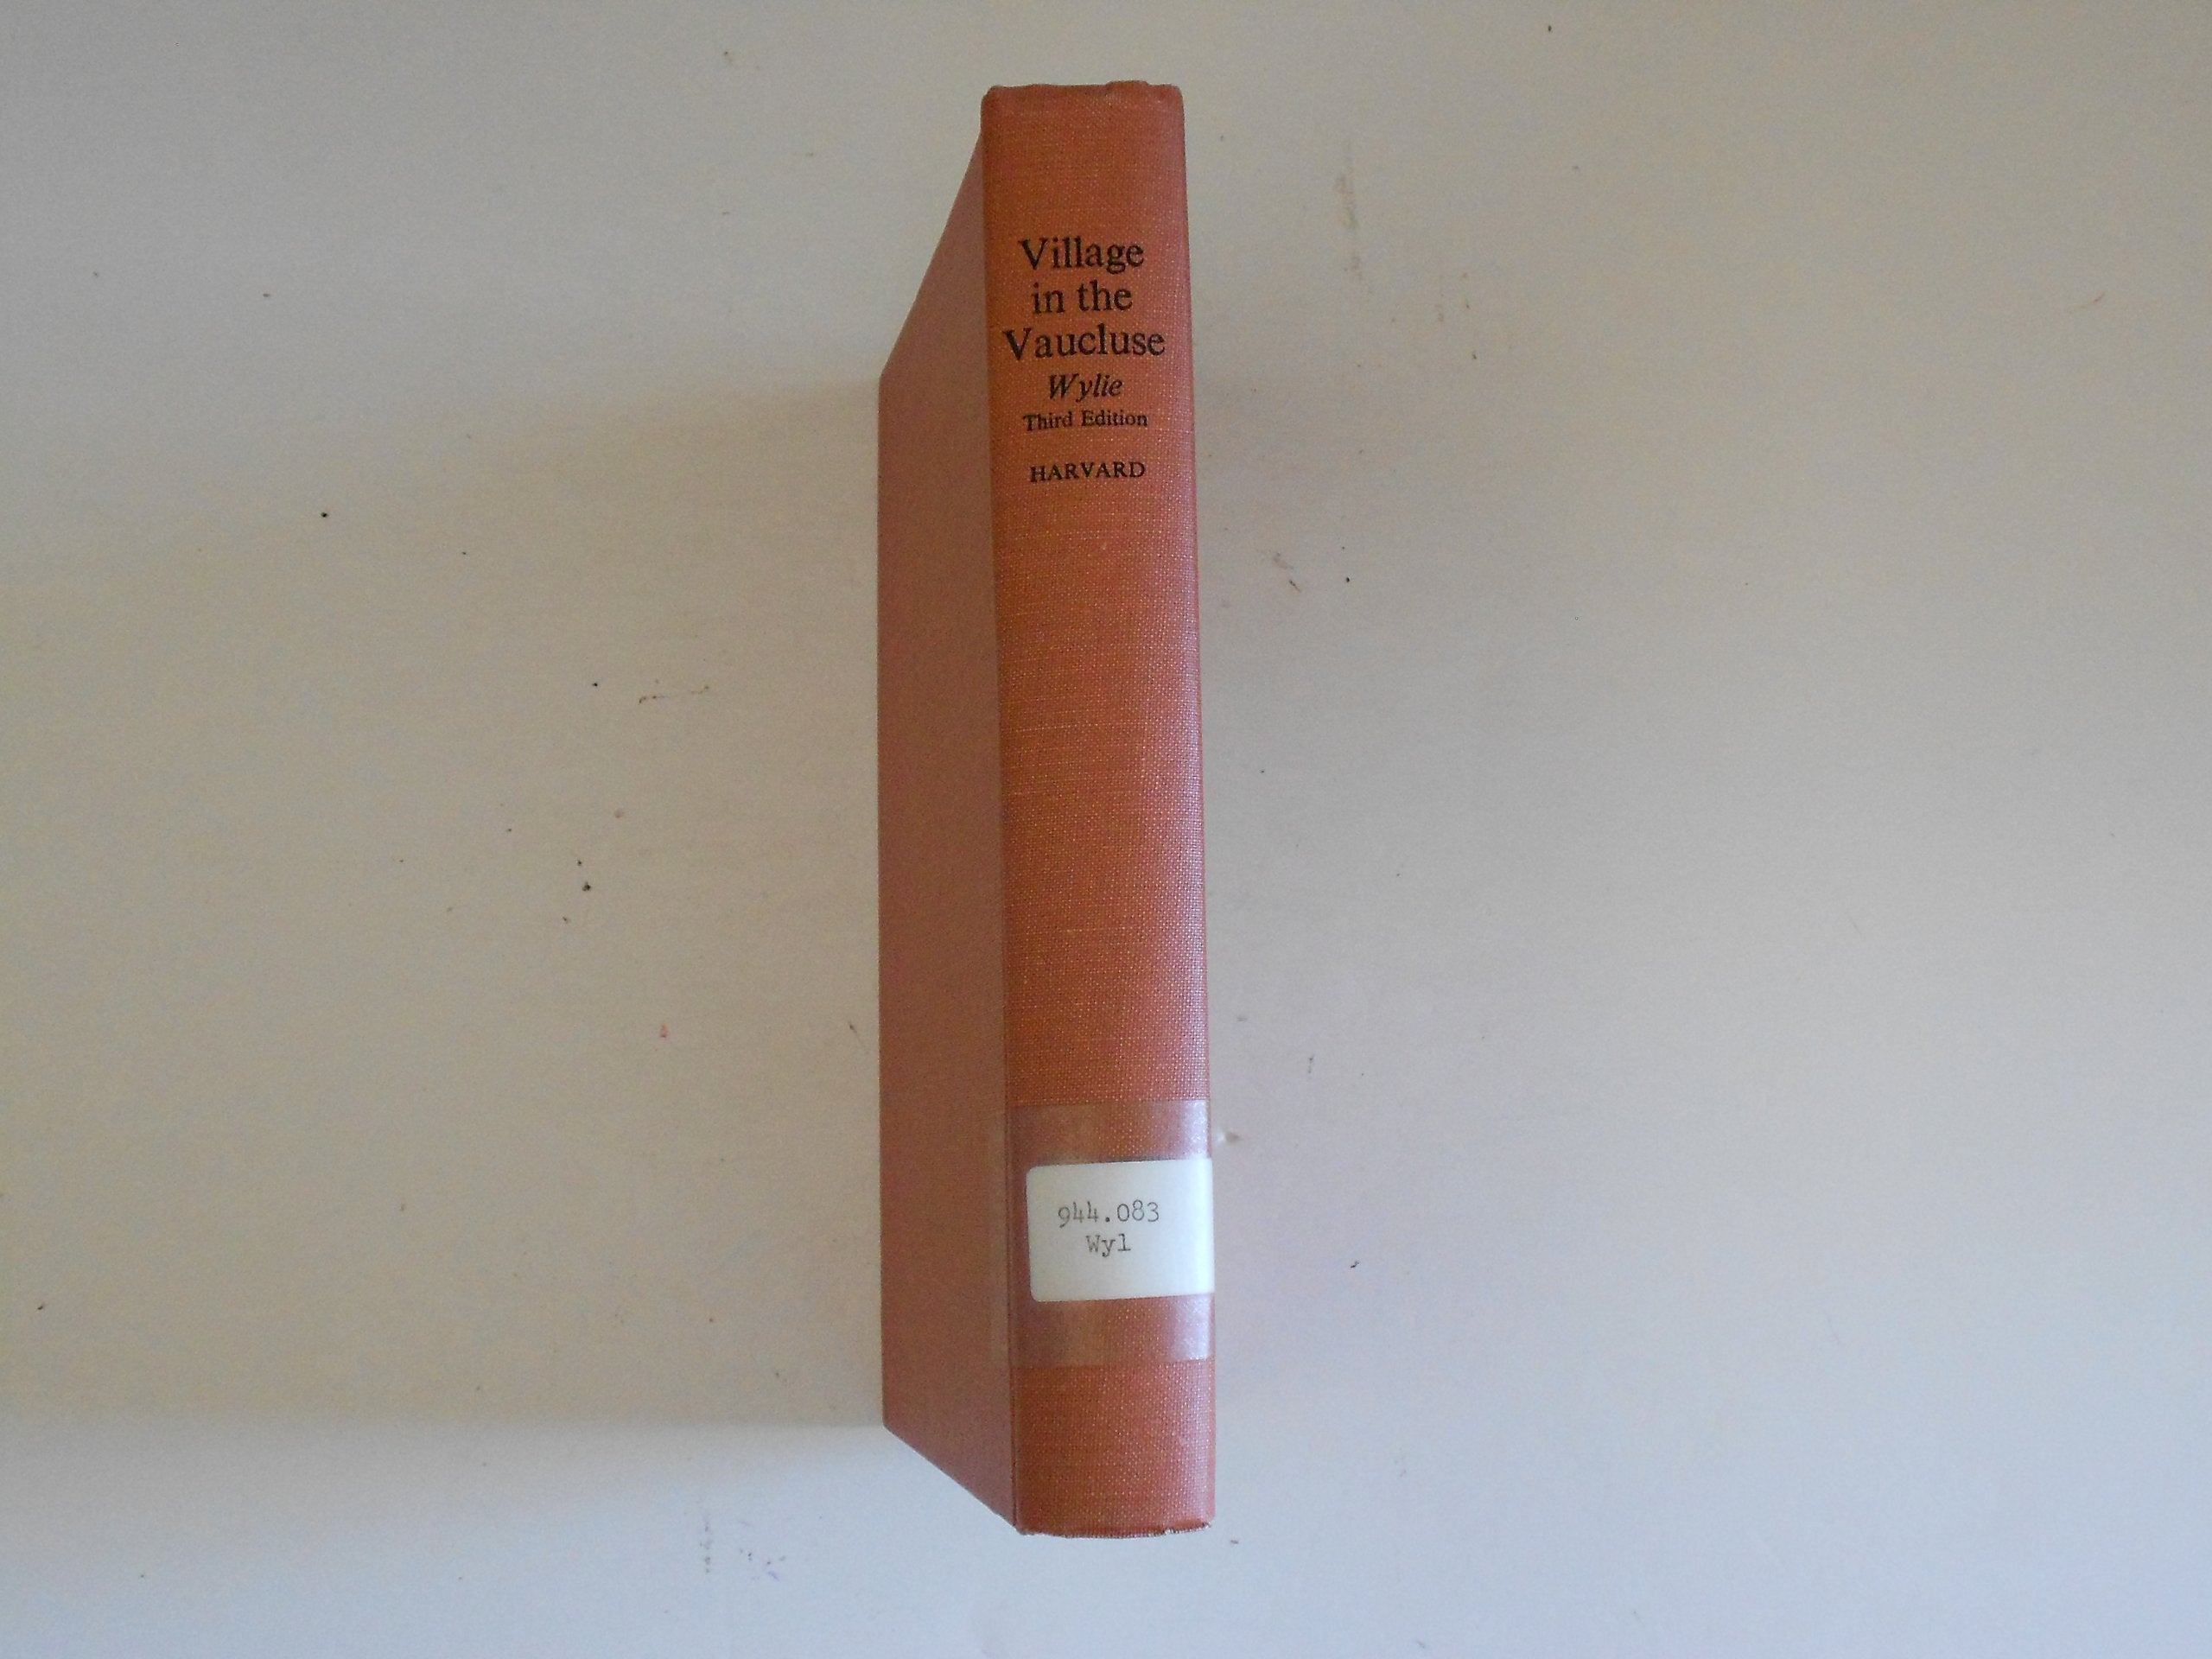 Village
in the
Vaucluse
Wylie
Third Edition
HARVARD
944.083
Wyl